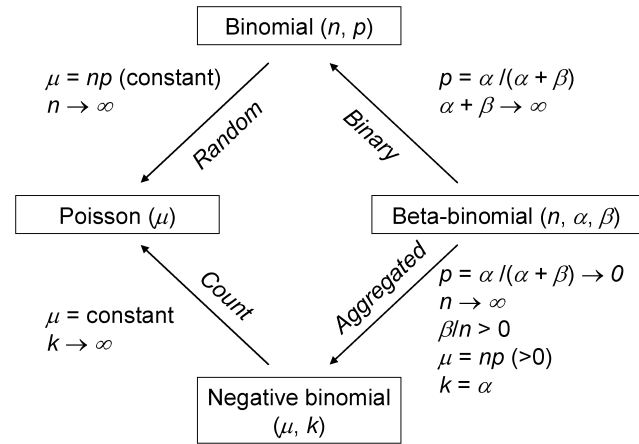 Binomial (n, p)
μ = np (constant)
n → ∞
p = α /(α + β)
α + β → ∞
Random
Binary
Poisson (μ)
Beta-binomial (n, α, β)
Count
Aggregated
μ = constant
k → ∞
p = α /(α + β) → 0
n → ∞
β/n > 0
μ = np (>0)
k = α
Negative binomial
(μ, k)